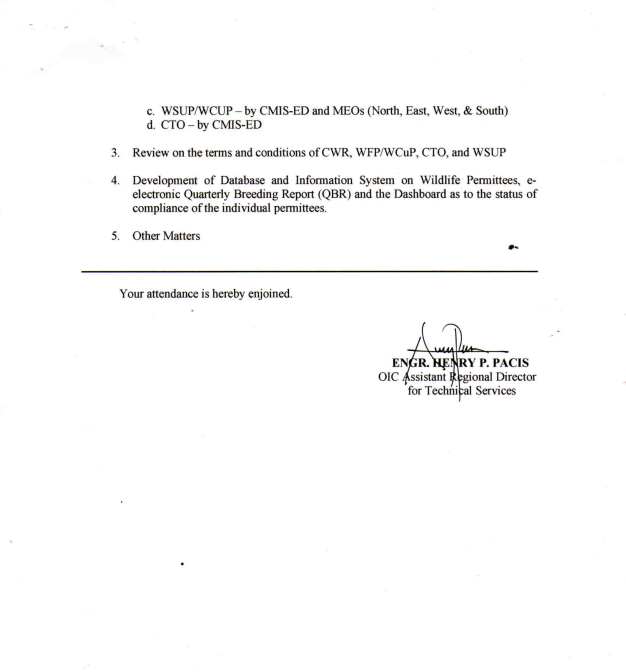 c. WSUP/WCUP – by CMIS-ED and MEOs (North, East, West, & South)
d. CTO – by CMIS-ED
3. Review on the terms and conditions of CWR, WFP/WCuP, CTO, and WSUP
4. Development of Database and Information System on Wildlife Permittees, e-
electronic Quarterly Breeding Report (QBR) and the Dashboard as to the status of
compliance of the individual permittees.
5. Other Matters
Your attendance is hereby enjoined.
ENGR. HENRY P. PACIS
OIC Assistant Regional Director
for Technical Services